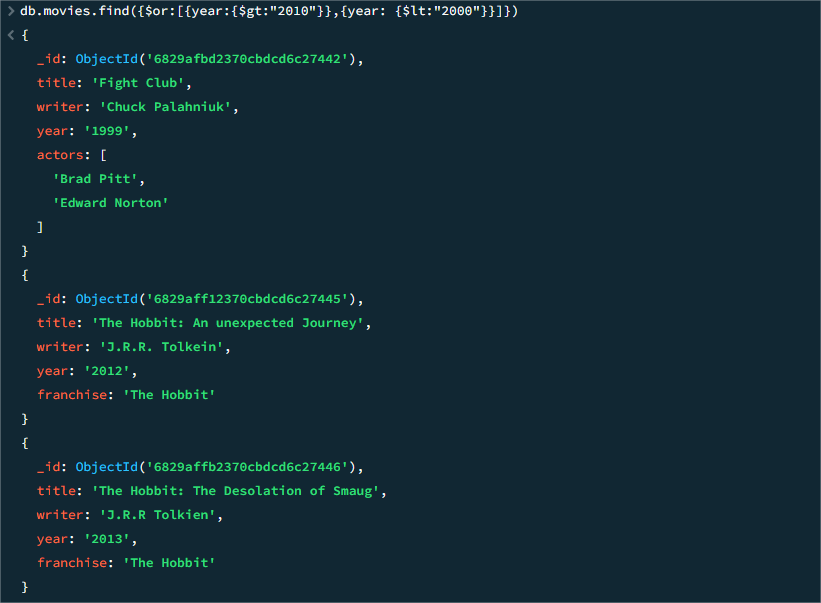 > db.movies.find({$or:[{year:{$gt:"2010"}},{year: {$lt:"2000"}}]})
< {
_id: ObjectId('6829afbd2370cbdcd6c27442'),
title: 'Fight Club',
writer: 'Chuck Palahniuk',
year: '1999',
actors: [
'Brad Pitt',
'Edward Norton'
]
}
{
_id: ObjectId('6829aff12370cbdcd6c27445'),
title: 'The Hobbit: An unexpected Journey',
writer: 'J.R.R. Tolkein',
year: '2012',
franchise: 'The Hobbit'
}
{
_id: ObjectId('6829affb2370cbdcd6c27446'),
title: 'The Hobbit: The Desolation of Smaug',
writer: 'J.R.R Tolkien',
year: '2013',
franchise: 'The Hobbit'
}